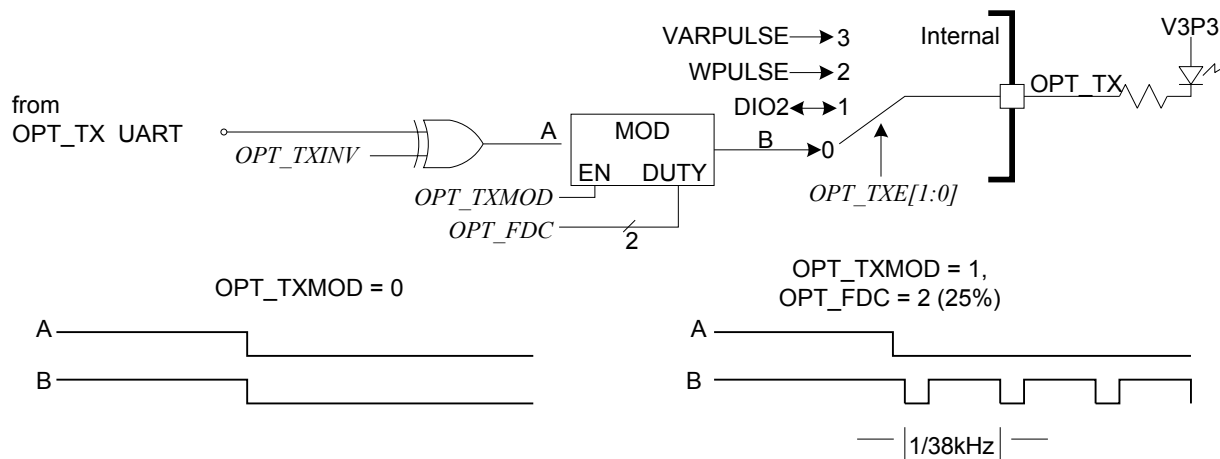 VARPULSE 3
Internal
V3P3
WPULSE 2
OPT_TX
from
OPT_TX UART
DIO2 1
A
MOD
B
0
OPT_TXINV
EN DUTY
OPT_TXMOD
OPT_TXE[1:0]
OPT_FDC
2
OPT_TXMOD = 0
OPT_TXMOD = 1,
OPT_FDC = 2 (25%)
A
B
A
B
1/38kHz